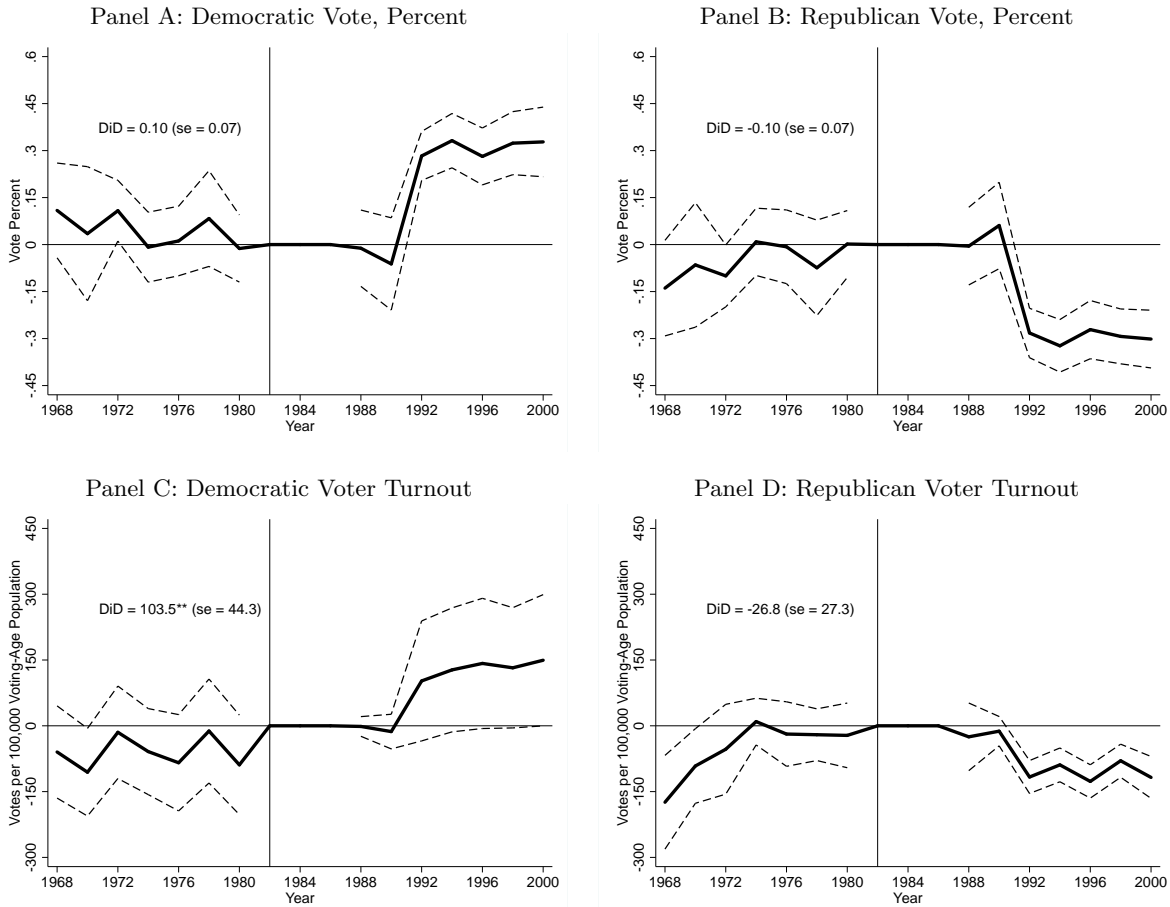 Panel A: Democratic Vote, Percent
Vote Percent
.6
.45
.3
.15
0
-.15
-.3
-.45
DiD = 0.10 (se = 0.07)
1968 1972 1976 1980 1984 1988 1992 1996 2000
Year
Panel B: Republican Vote, Percent
Vote Percent
.6
.45
.3
.15
0
-.15
-.3
-.45
DiD = -0.10 (se = 0.07)
1968 1972 1976 1980 1984 1988 1992 1996 2000
Year
Panel C: Democratic Voter Turnout
Votes per 100,000 Voting-Age Population
450
300
150
0
-150
-300
DiD = 103.5** (se = 44.3)
1968 1972 1976 1980 1984 1988 1992 1996 2000
Year
Panel D: Republican Voter Turnout
Votes per 100,000 Voting-Age Population
450
300
150
0
-150
-300
DiD = -26.8 (se = 27.3)
1968 1972 1976 1980 1984 1988 1992 1996 2000
Year